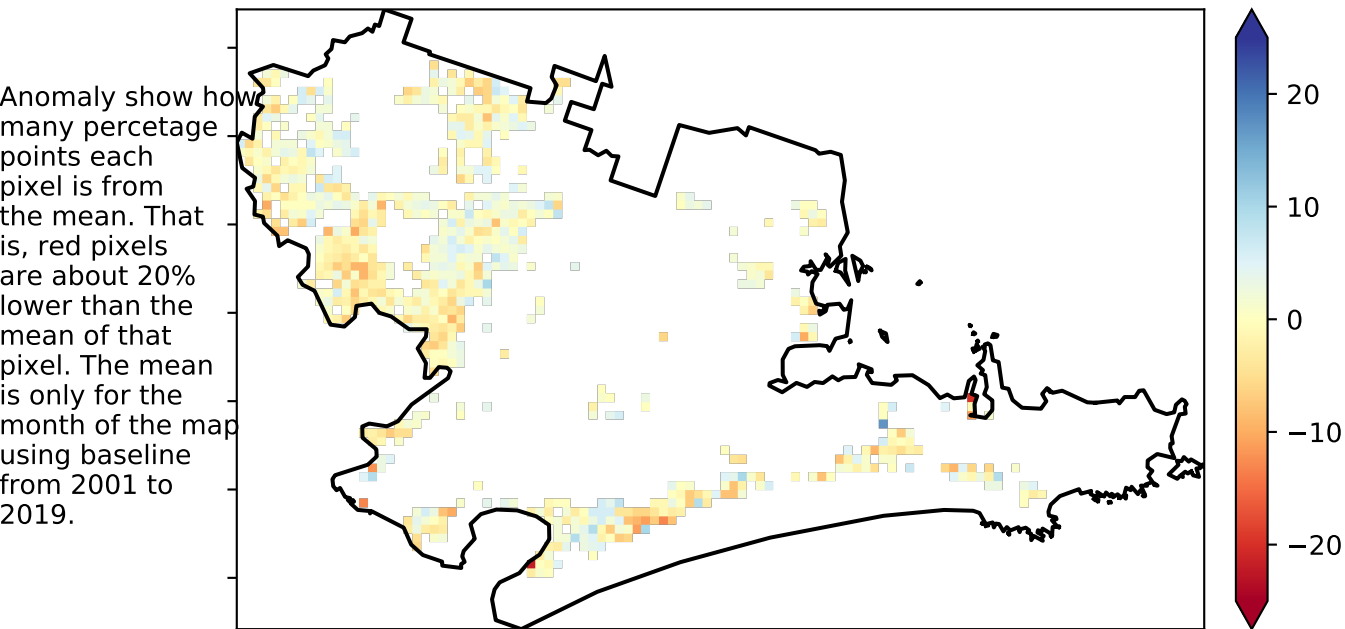 Anomaly show how
many percetage
points each
pixel is from
the mean. That
is, red pixels
are about 20%
lower than the
mean of that
pixel. The mean
is only for the
month of the map
using baseline
from 2001 to
2019.
20
10
0
−10
−20